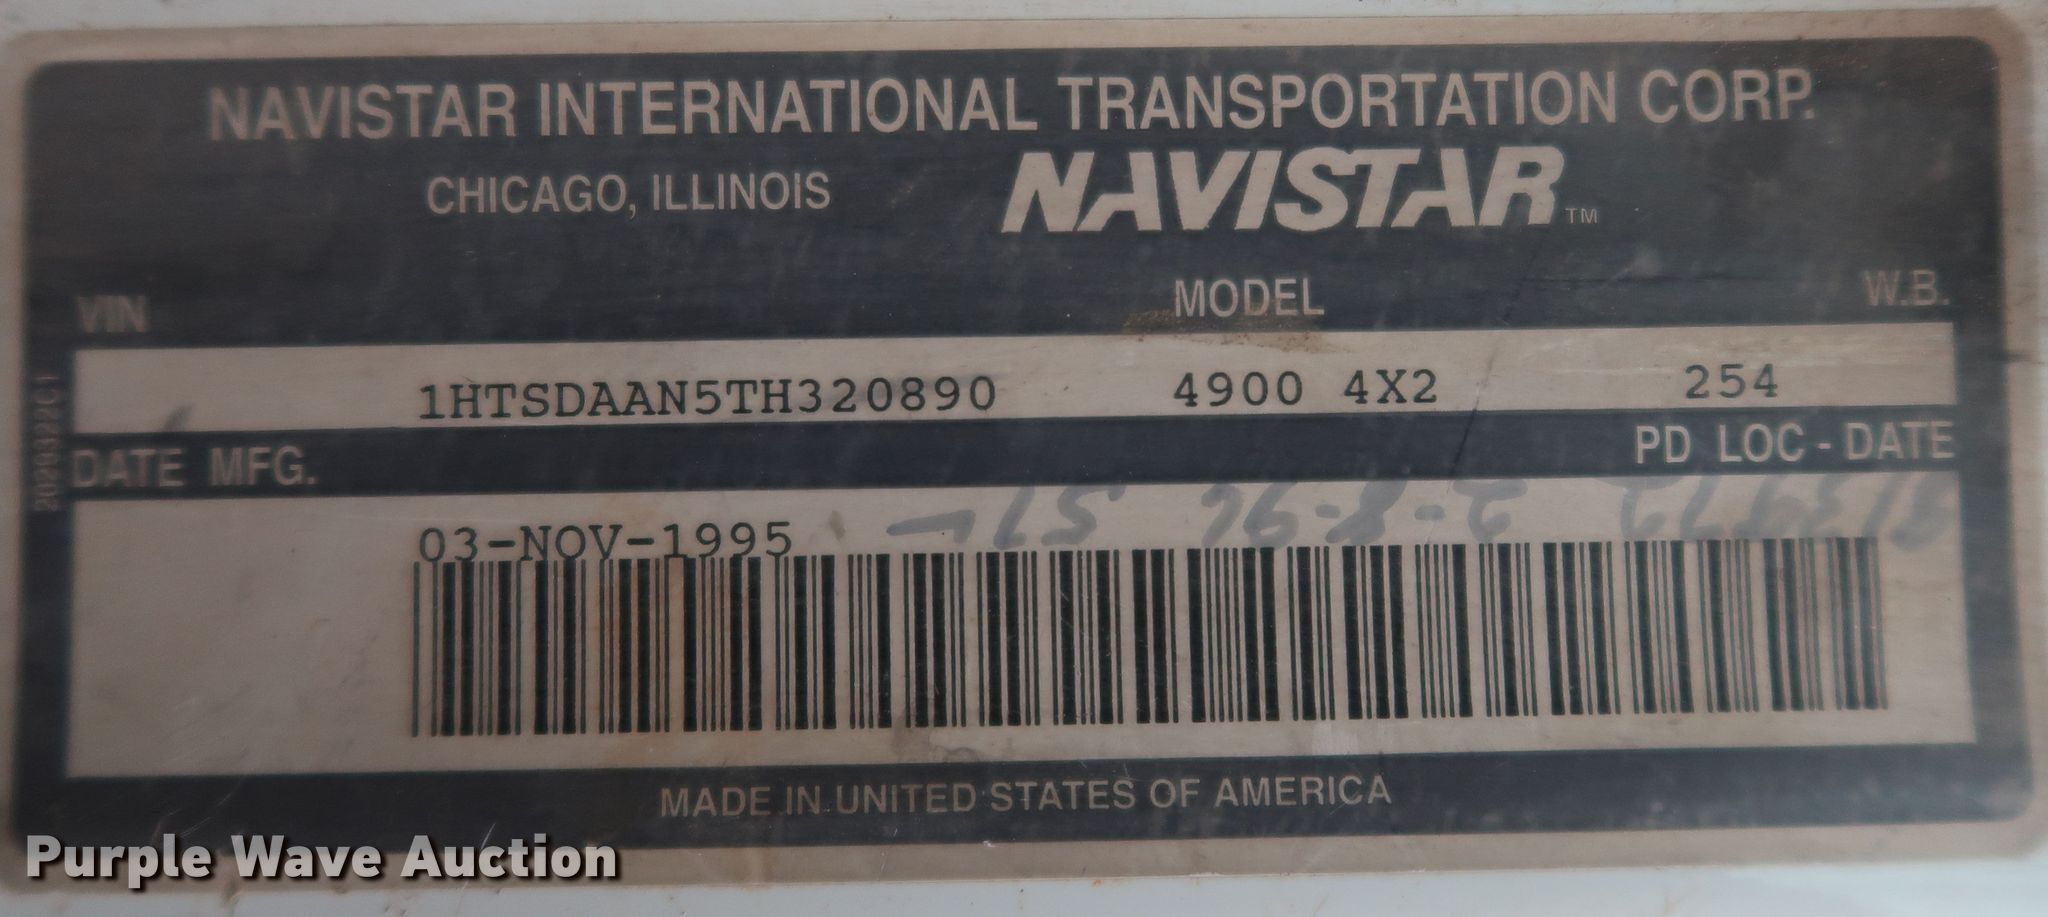 NAVISTAR INTERNATIONAL TRANSPORTATION CORP.
CHICAGO, ILLINOIS NAVISTAR TM
VIN MODEL W.B.
1HTSDAAN5TH320890 4900 4X2 254
DATE MFG. PD LOC - DATE
03-NOV-1995
MADE IN UNITED STATES OF AMERICA
Purple Wave Auction